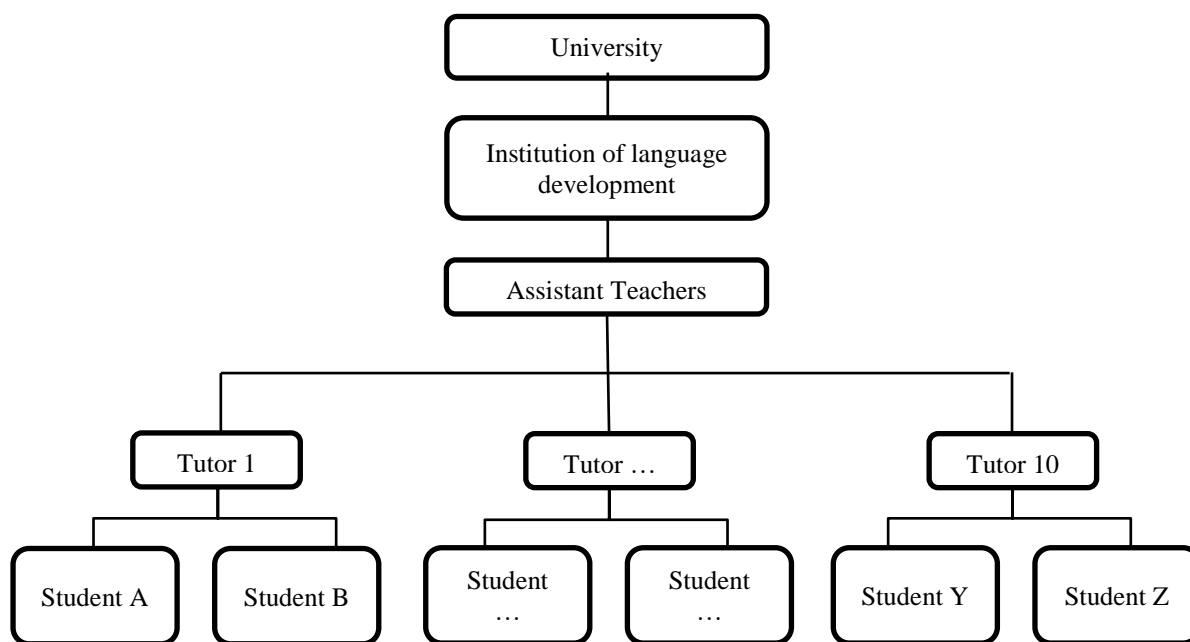 University
Institution of language
development
Assistant Teachers
Tutor 1
Tutor …
Tutor 10
Student A
Student B
Student
…
Student
…
Student Y
Student Z